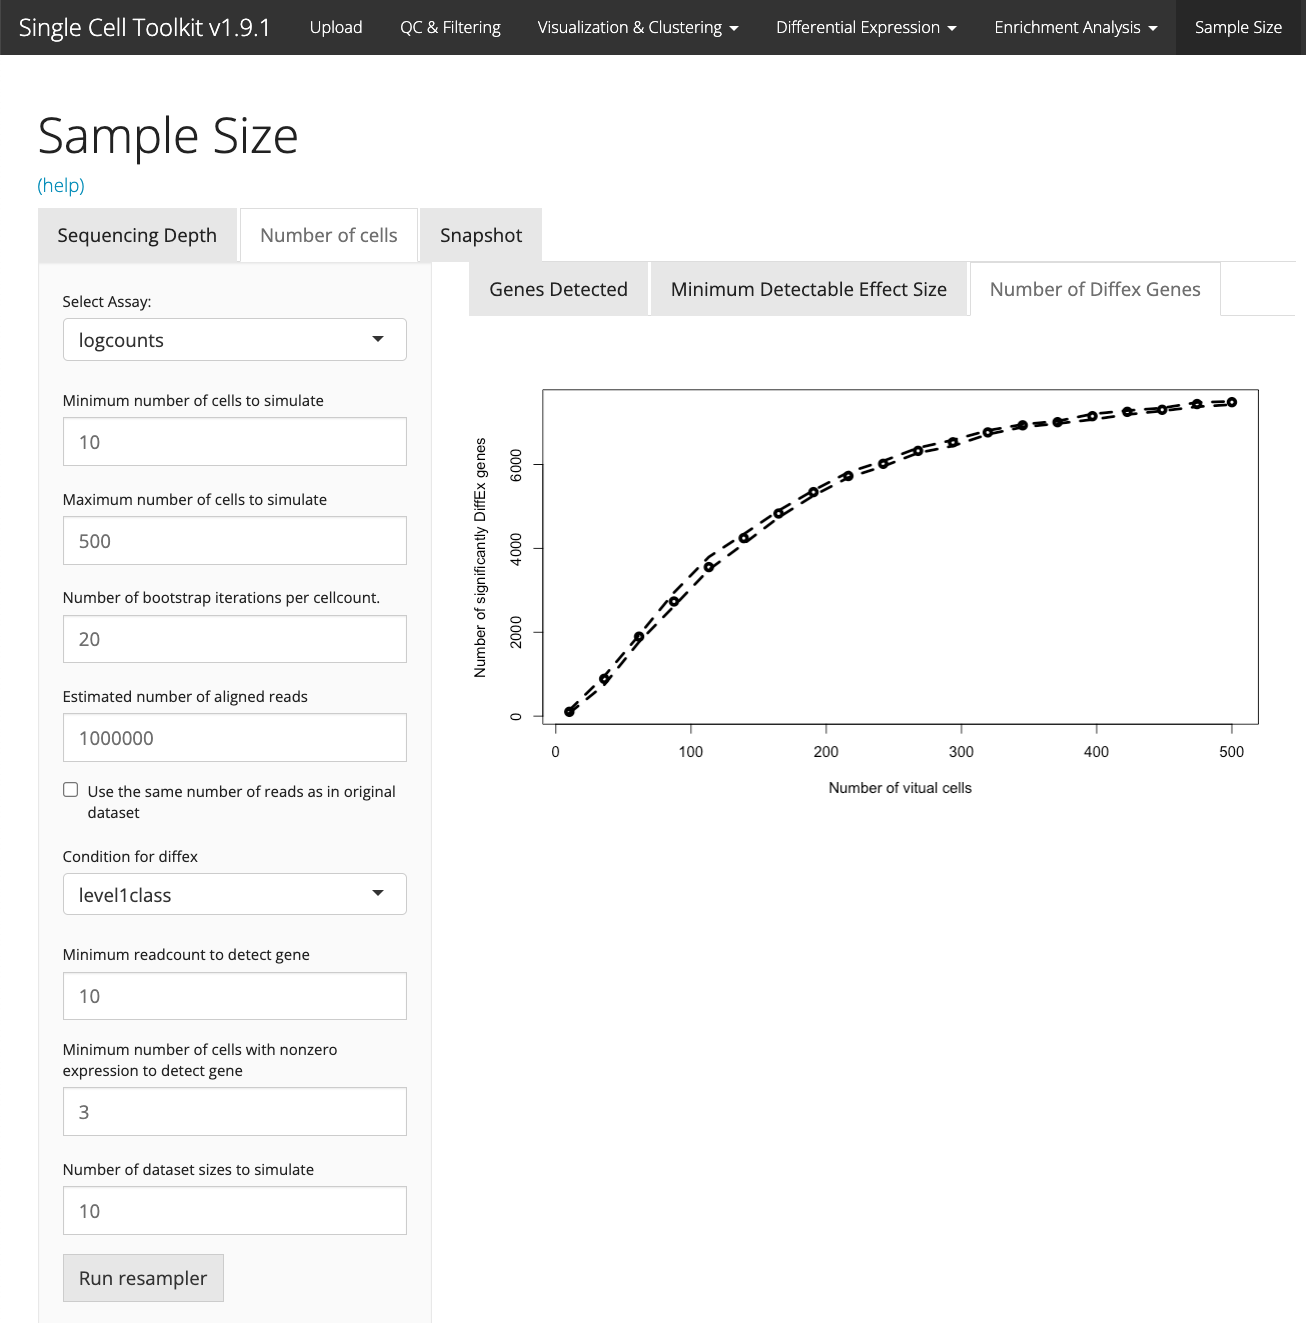 Single Cell Toolkit v1.9.1 Upload QC & Filtering Visualization & Clustering Differential Expression Enrichment Analysis Sample Size
Sample Size
(help)
Sequencing Depth Number of cells Snapshot
Select Assay:
logcounts
Minimum number of cells to simulate
10
Maximum number of cells to simulate
500
Number of bootstrap iterations per cellcount.
20
Estimated number of aligned reads
1000000
Use the same number of reads as in original
dataset
Condition for diffex
level1class
Minimum readcount to detect gene
10
Minimum number of cells with nonzero
expression to detect gene
3
Number of dataset sizes to simulate
10
Run resampler
Genes Detected Minimum Detectable Effect Size Number of Diffex Genes
Number of significantly DiffEx genes
6000
4000
2000
0
0 100 200 300 400 500
Number of vitual cells